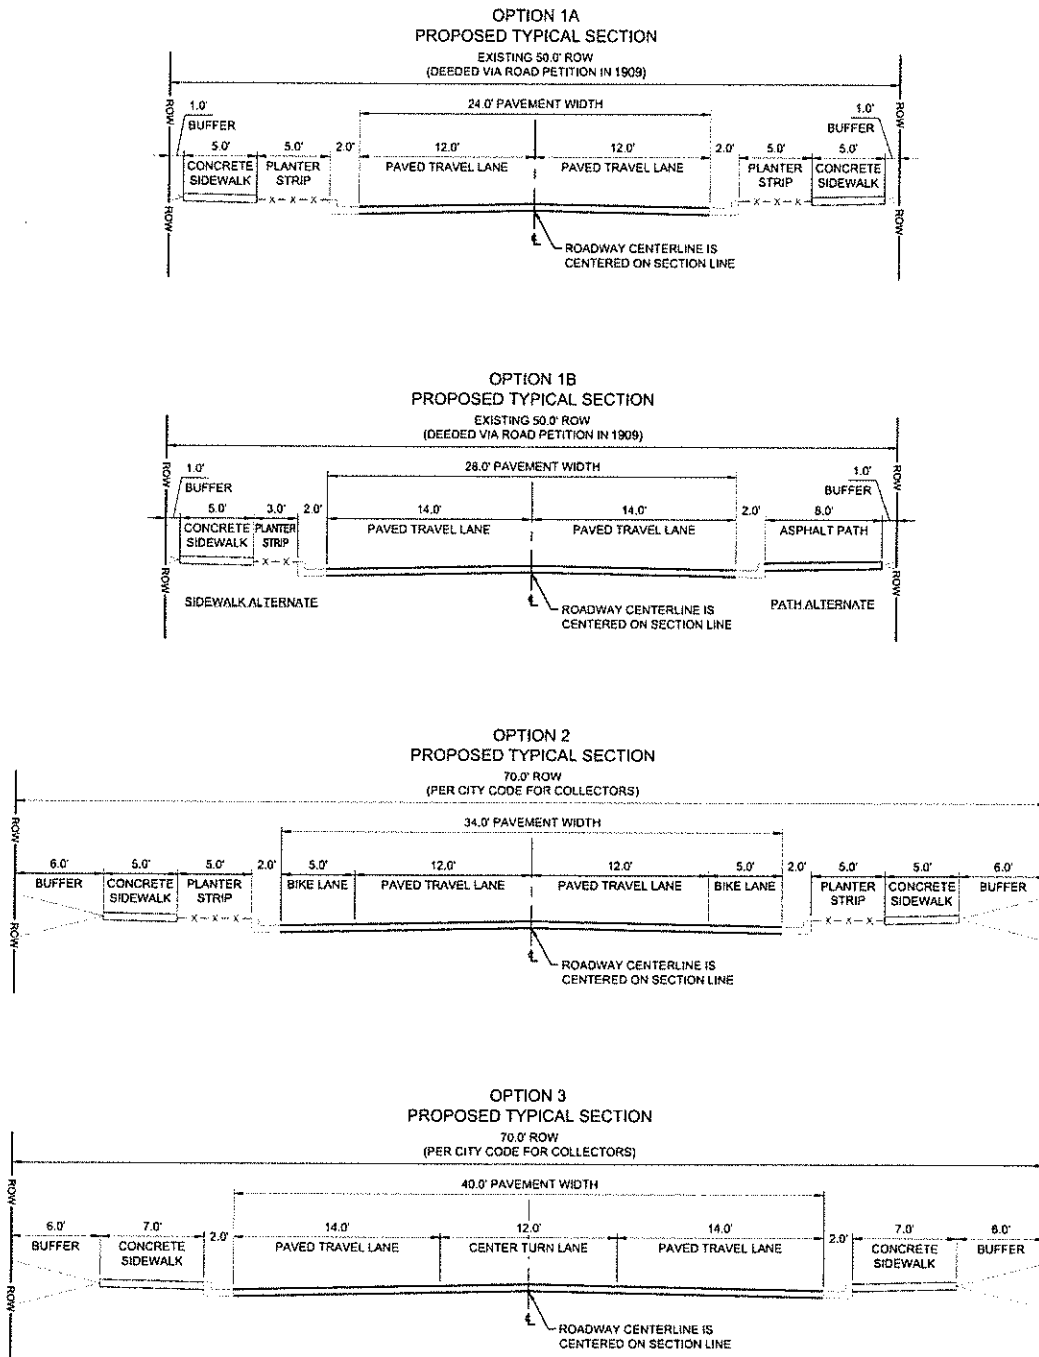 OPTION 1A
PROPOSED TYPICAL SECTION
EXISTING 50.0' ROW
(DEEDED VIA ROAD PETITION IN 1909)
ROW
ROW
1.0'
BUFFER
24.0' PAVEMENT WIDTH
1.0'
BUFFER
5.0' 5.0' 2.0' 12.0' 12.0' 2.0' 5.0' 5.0'
CONCRETE SIDEWALK
PLANTER STRIP
PAVED TRAVEL LANE
PAVED TRAVEL LANE
PLANTER STRIP
CONCRETE SIDEWALK
X X X
X X X
ROW
ROW
ROADWAY CENTERLINE IS
CENTERED ON SECTION LINE
OPTION 1B
PROPOSED TYPICAL SECTION
EXISTING 50.0' ROW
(DEEDED VIA ROAD PETITION IN 1909)
ROW
ROW
1.0'
BUFFER
28.0' PAVEMENT WIDTH
1.0'
BUFFER
5.0' 3.0' 2.0' 14.0' 14.0' 2.0' 8.0'
CONCRETE SIDEWALK
PLANTER STRIP
PAVED TRAVEL LANE
PAVED TRAVEL LANE
ASPHALT PATH
X X X
ROW
ROW
SIDEWALK ALTERNATE
PATH ALTERNATE
ROADWAY CENTERLINE IS
CENTERED ON SECTION LINE
OPTION 2
PROPOSED TYPICAL SECTION
70.0' ROW
(PER CITY CODE FOR COLLECTORS)
ROW
34.0' PAVEMENT WIDTH
6.0' 5.0' 5.0' 2.0' 5.0' 12.0' 12.0' 5.0' 2.0' 5.0' 5.0' 6.0'
BUFFER
CONCRETE SIDEWALK
PLANTER STRIP
BIKE LANE
PAVED TRAVEL LANE
PAVED TRAVEL LANE
BIKE LANE
PLANTER STRIP
CONCRETE SIDEWALK
BUFFER
X X X
X X X
ROW
ROADWAY CENTERLINE IS
CENTERED ON SECTION LINE
OPTION 3
PROPOSED TYPICAL SECTION
70.0' ROW
(PER CITY CODE FOR COLLECTORS)
ROW
40.0' PAVEMENT WIDTH
6.0' 7.0' 2.0' 14.0' 12.0' 14.0' 2.0' 7.0' 6.0'
BUFFER
CONCRETE SIDEWALK
PAVED TRAVEL LANE
CENTER TURN LANE
PAVED TRAVEL LANE
CONCRETE SIDEWALK
BUFFER
ROW
ROADWAY CENTERLINE IS
CENTERED ON SECTION LINE